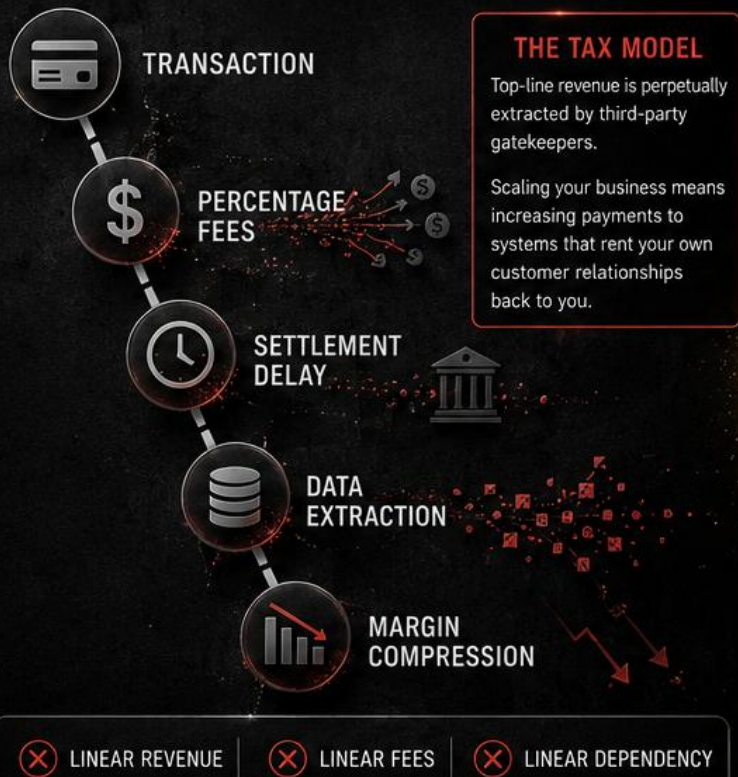 TRANSACTION
THE TAX MODEL
Top-line revenue is perpetually
extracted by third-party
gatekeepers.
Scaling your business means
increasing payments to
systems that rent your own
customer relationships
back to you.
PERCENTAGE
FEES
$
$
$
SETTLEMENT
DELAY
DATA
EXTRACTION
MARGIN
COMPRESSION
LINEAR REVENUE
LINEAR FEES
LINEAR DEPENDENCY